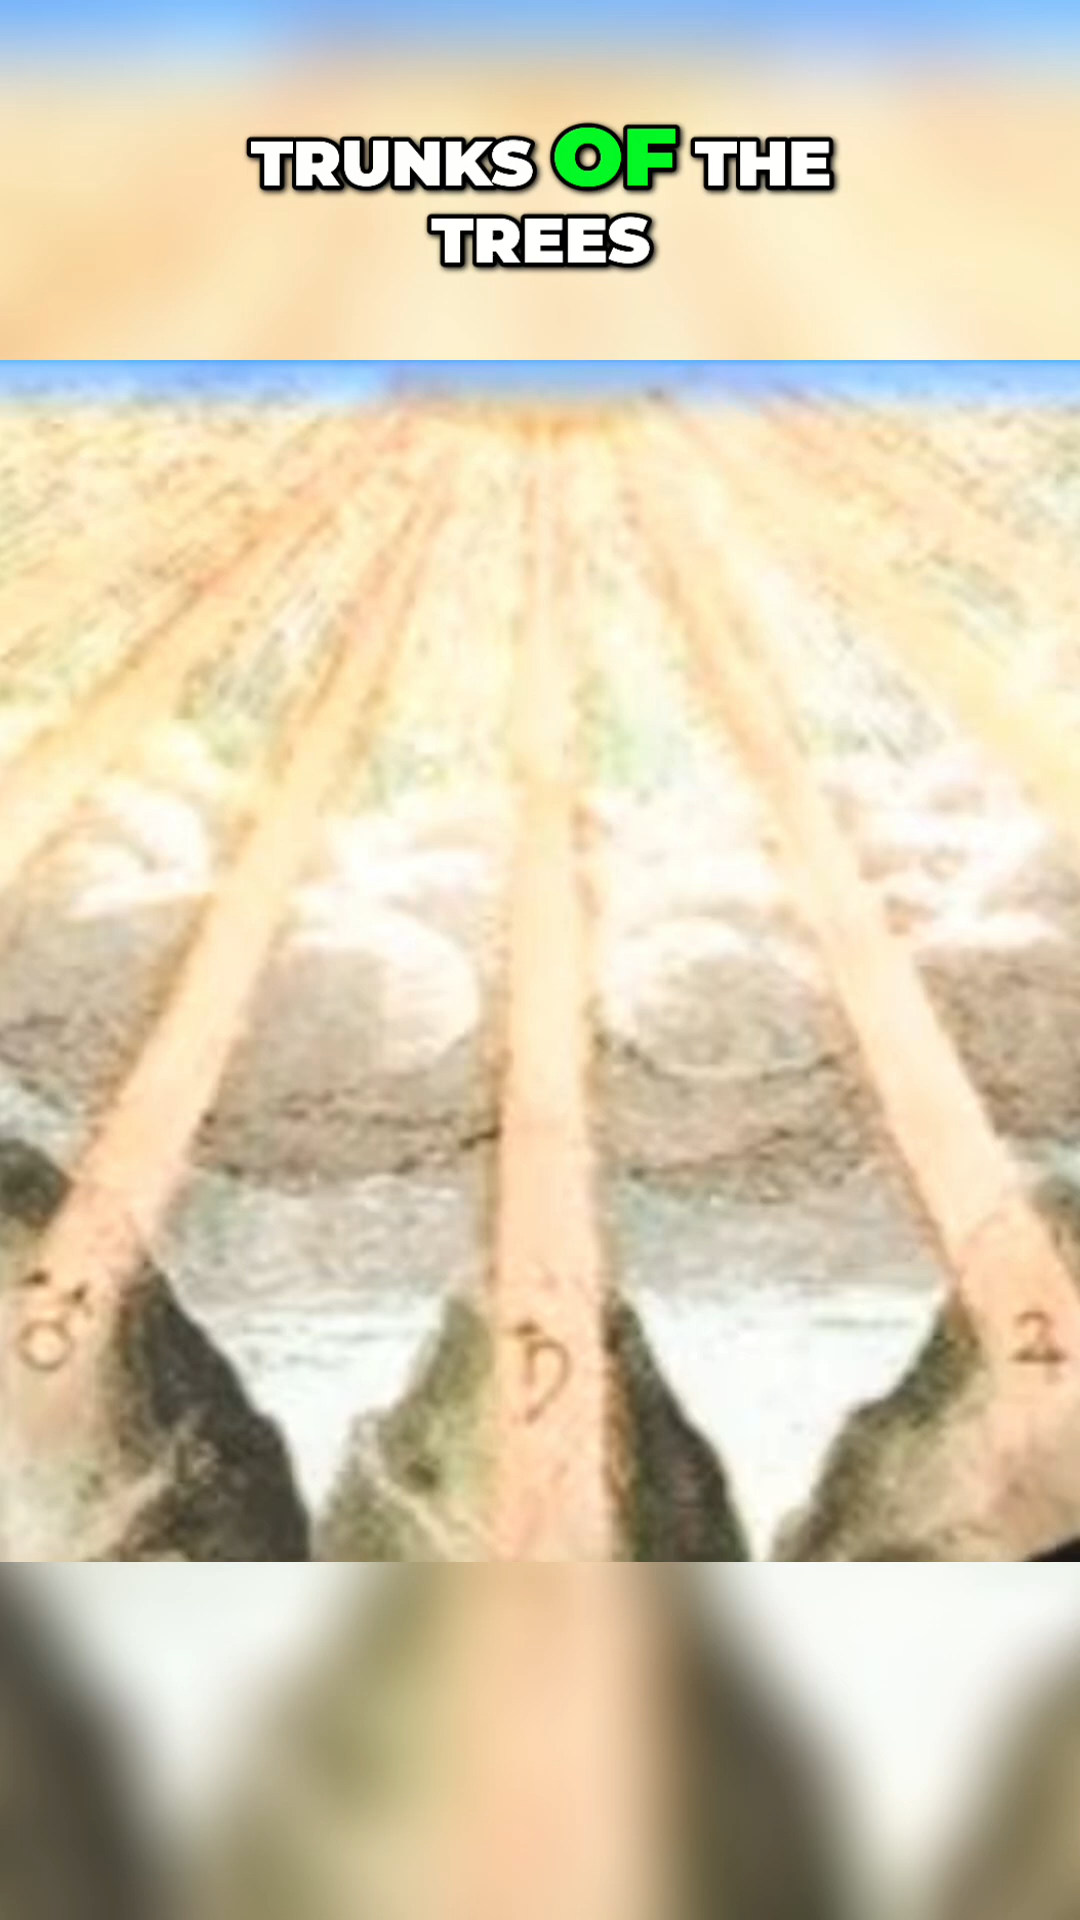 TRUNKS OF THE
TREES
♂ ♄ ♃